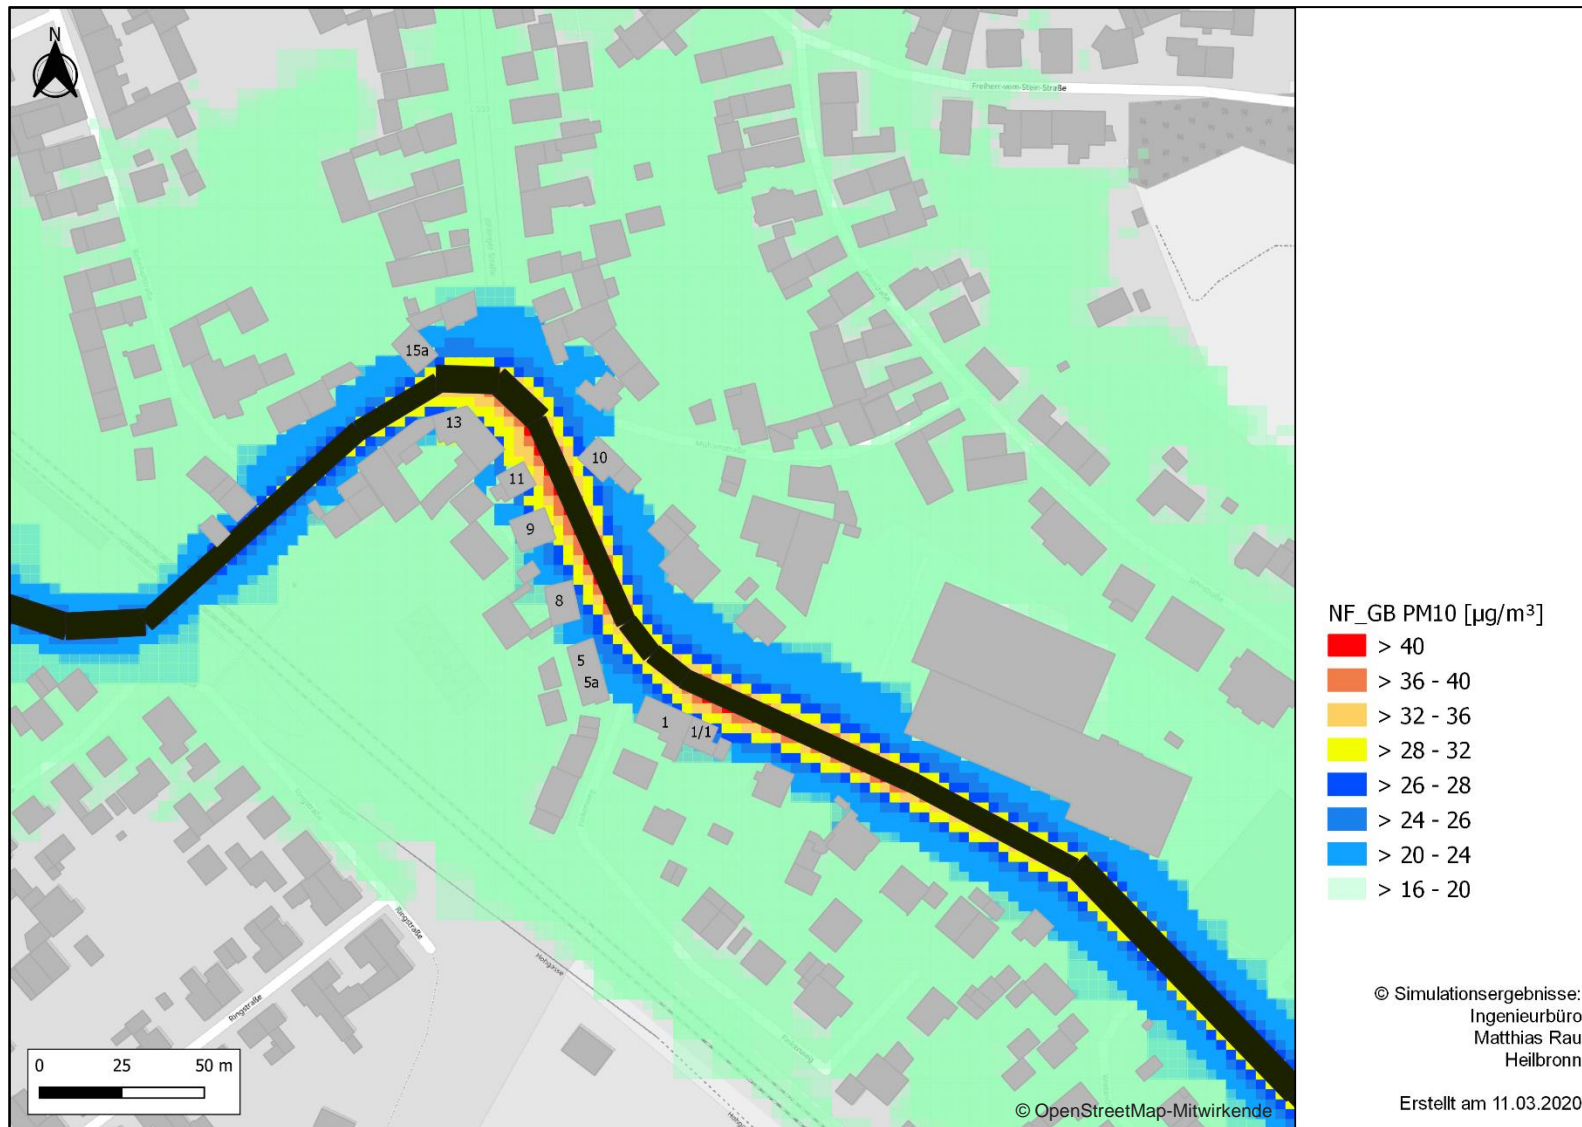 N
Freiherr-vom-Stein-Straße
15a
13
10
11
9
8
5
5a
1
1/1
Ringstraße
Ringstraße
Hohgasse
0 25 50 m
© OpenStreetMap-Mitwirkende
NF_GB PM10 [µg/m³]
> 40
> 36 - 40
> 32 - 36
> 28 - 32
> 26 - 28
> 24 - 26
> 20 - 24
> 16 - 20
© Simulationsergebnisse:
Ingenieurbüro
Matthias Rau
Heilbronn
Erstellt am 11.03.2020